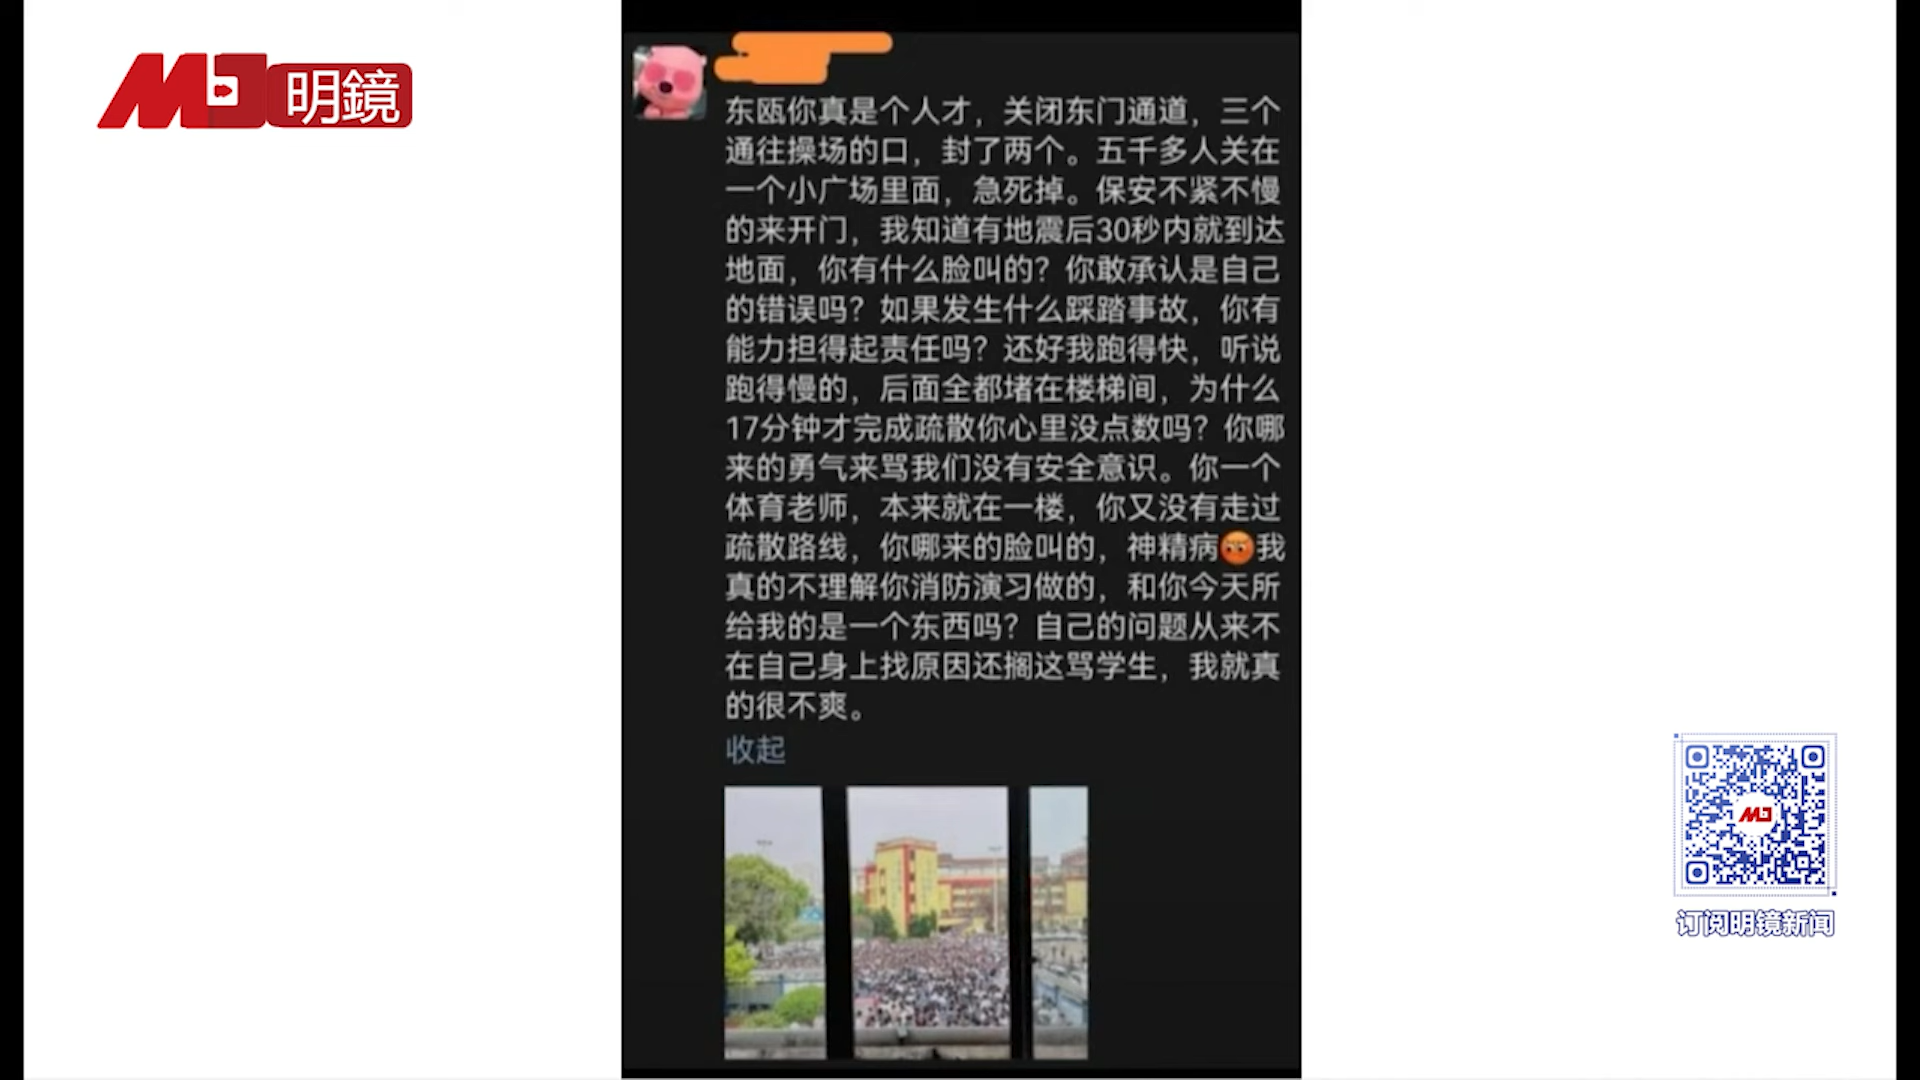 明鏡
东瓯你真是个人才，关闭东门通道，三个
通往操场的口，封了两个。五千多人关在
一个小广场里面，急死掉。保安不紧不慢
的来开门，我知道有地震后30秒内就到达
地面，你有什么脸叫的？你敢承认是自己
的错误吗？如果发生什么踩踏事故，你有
能力担得起责任吗？还好我跑得快，听说
跑得慢的，后面全都堵在楼梯间，为什么
17分钟才完成疏散你心里没点数吗？你哪
来的勇气来骂我们没有安全意识。你一个
体育老师，本来就在一楼，你又没有走过
疏散路线，你哪来的脸叫的，神精病😡我
真的不理解你消防演习做的，和你今天所
给我的是一个东西吗？自己的问题从来不
在自己身上找原因还搁这骂学生，我就真
的很不爽。
收起
订阅明镜新闻